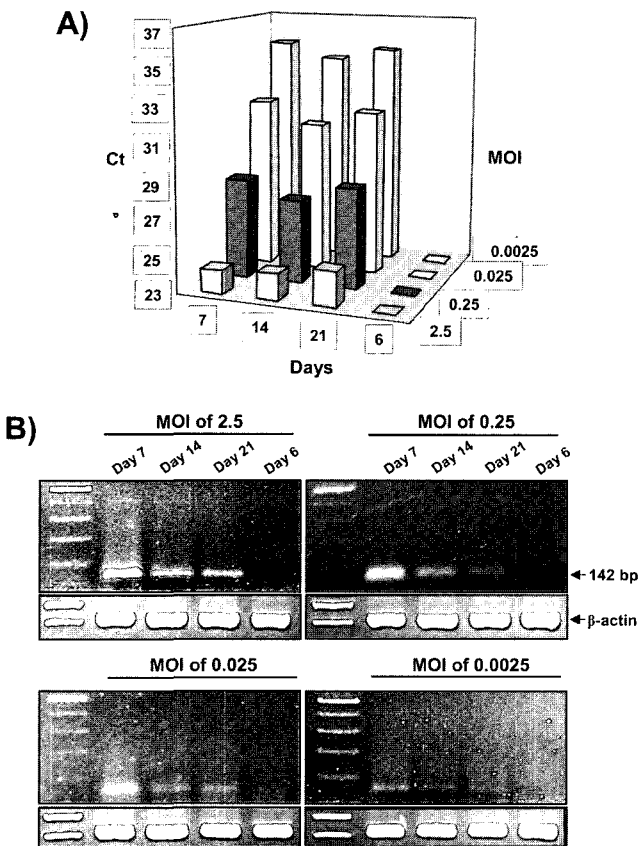 A)
37
35
33
31
Ct
29
27
25
23
MOI
0.0025
0.025
0.25
2.5
7
14
21
6
Days
B)
MOI of 2.5
MOI of 0.25
Day 7
Day 14
Day 21
Day 6
Day 7
Day 14
Day 21
Day 6
142 bp
β-actin
MOI of 0.025
MOI of 0.0025